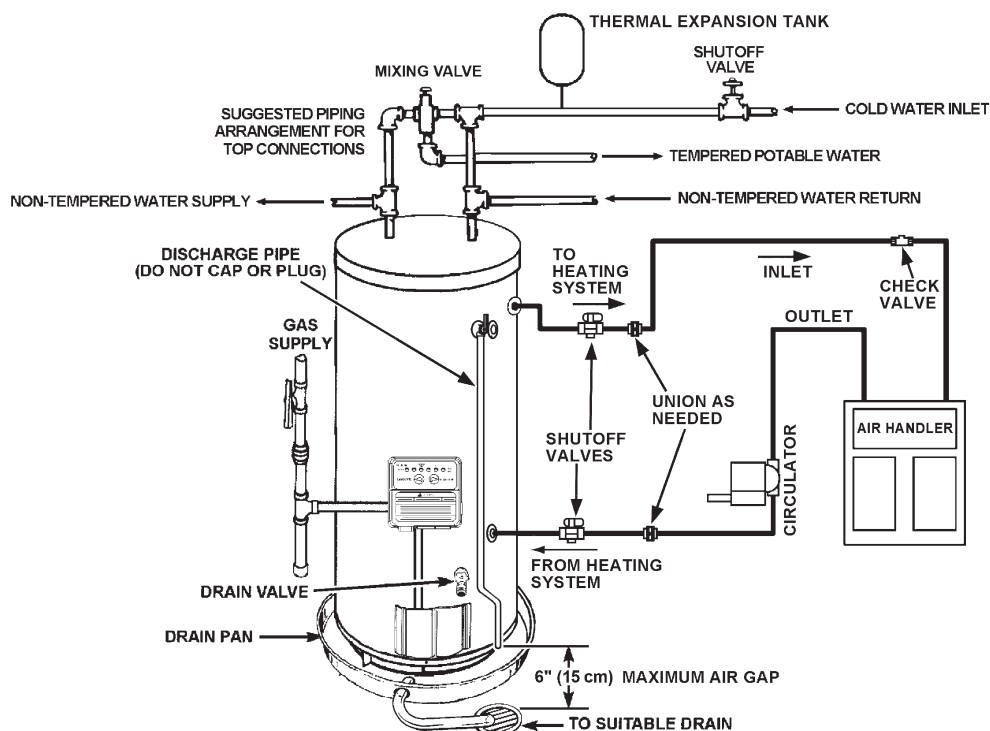 THERMAL EXPANSION TANK
SHUTOFF
VALVE
MIXING VALVE
COLD WATER INLET
SUGGESTED PIPING
ARRANGEMENT FOR
TOP CONNECTIONS
TEMPERED POTABLE WATER
NON-TEMPERED WATER SUPPLY
NON-TEMPERED WATER RETURN
DISCHARGE PIPE
(DO NOT CAP OR PLUG)
TO
HEATING
SYSTEM
INLET
CHECK
VALVE
GAS
SUPPLY
OUTLET
UNION AS
NEEDED
AIR HANDLER
SHUTOFF
VALVES
CIRCULATOR
FROM HEATING
SYSTEM
DRAIN VALVE
DRAIN PAN
6" (15 cm) MAXIMUM AIR GAP
TO SUITABLE DRAIN